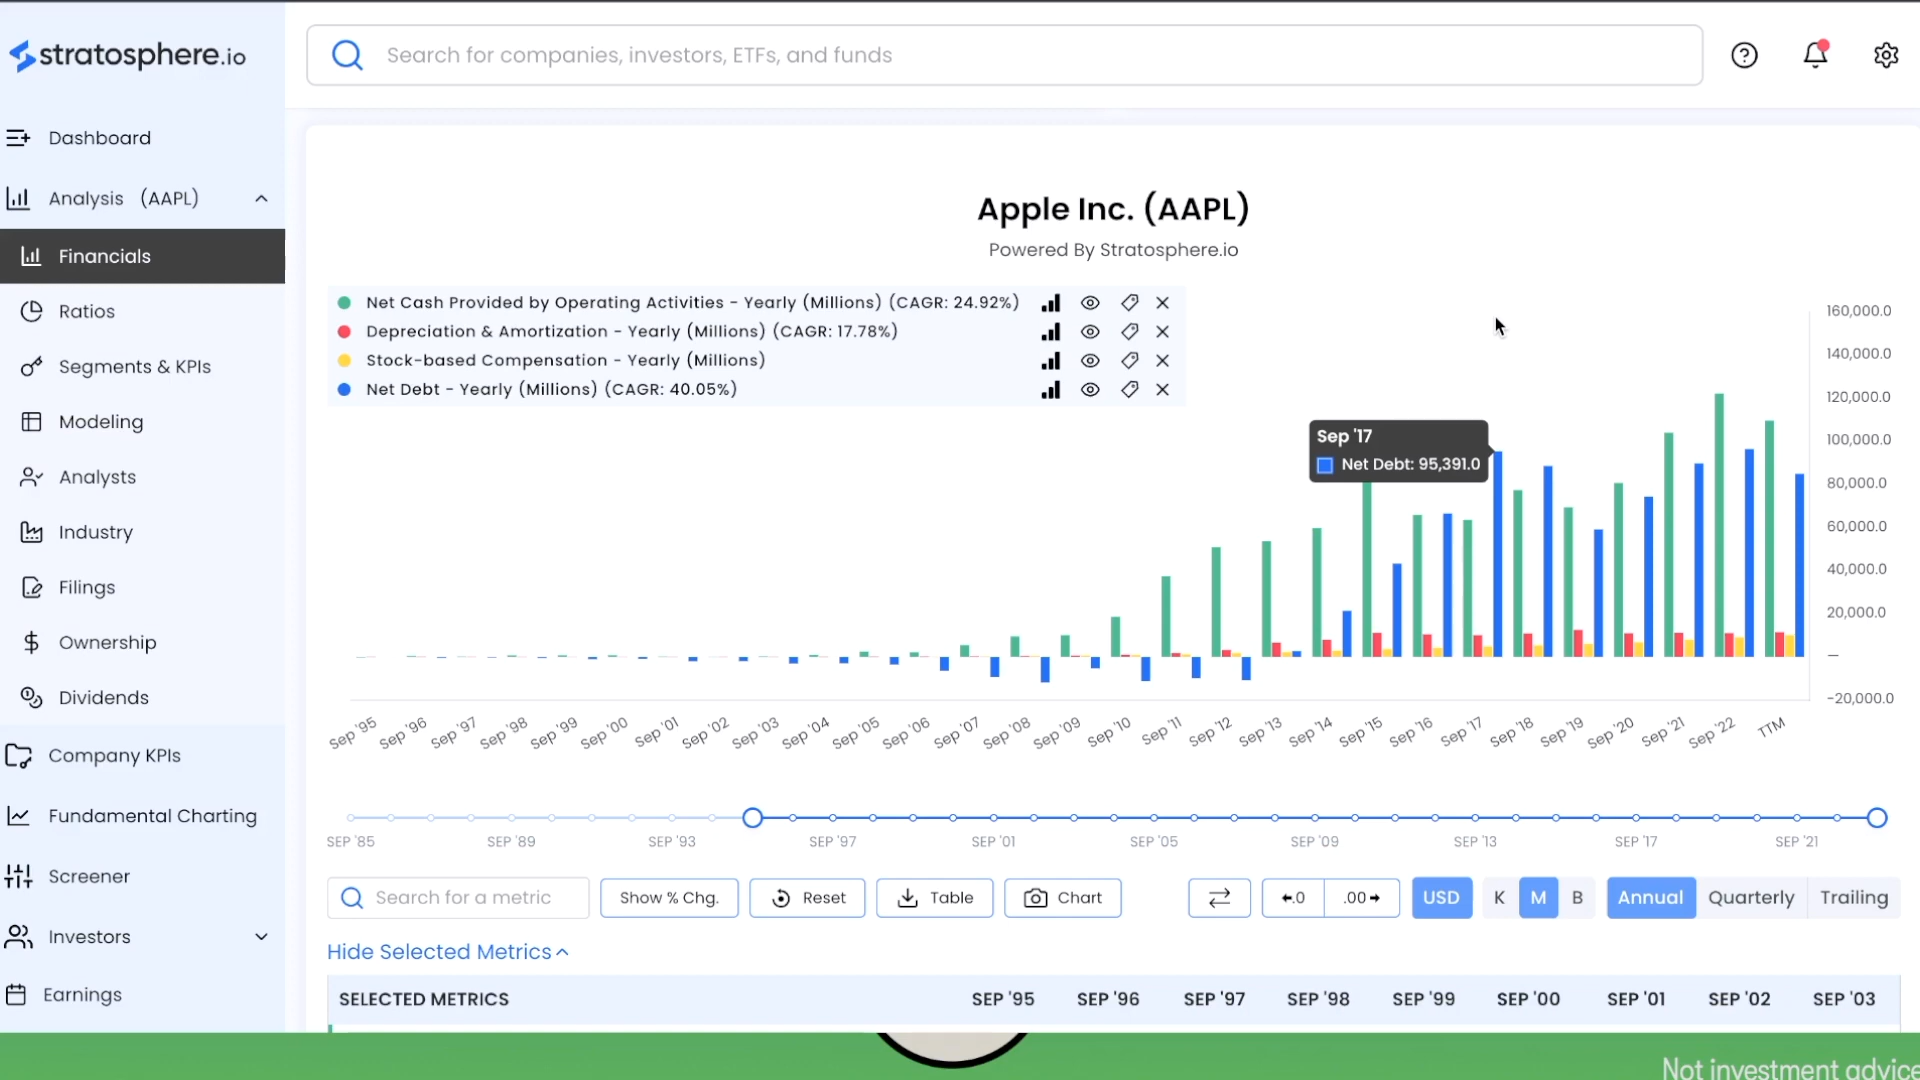 stratosphere.io
Search for companies, investors, ETFs, and funds
Dashboard
Analysis (AAPL)
Financials
Ratios
Segments & KPIs
Modeling
Analysts
Industry
Filings
Ownership
Dividends
Company KPIs
Fundamental Charting
Screener
Investors
Earnings
Apple Inc. (AAPL)
Powered By Stratosphere.io
Net Cash Provided by Operating Activities - Yearly (Millions) (CAGR: 24.92%)
Depreciation & Amortization - Yearly (Millions) (CAGR: 17.78%)
Stock-based Compensation - Yearly (Millions)
Net Debt - Yearly (Millions) (CAGR: 40.05%)
Sep '17
Net Debt: 95,391.0
160,000.0
140,000.0
120,000.0
100,000.0
80,000.0
60,000.0
40,000.0
20,000.0
—
-20,000.0
Sep '95 Sep '96 Sep '97 Sep '98 Sep '99 Sep '00 Sep '01 Sep '02 Sep '03 Sep '04 Sep '05 Sep '06 Sep '07 Sep '08 Sep '09 Sep '10 Sep '11 Sep '12 Sep '13 Sep '14 Sep '15 Sep '16 Sep '17 Sep '18 Sep '19 Sep '20 Sep '21 Sep '22 TTM
SEP '85 SEP '89 SEP '93 SEP '97 SEP '01 SEP '05 SEP '09 SEP '13 SEP '17 SEP '21
Search for a metric Show % Chg. Reset Table Chart .0 .00 USD K M B Annual Quarterly Trailing
Hide Selected Metrics
SELECTED METRICS SEP '95 SEP '96 SEP '97 SEP '98 SEP '99 SEP '00 SEP '01 SEP '02 SEP '03
Not investment advice